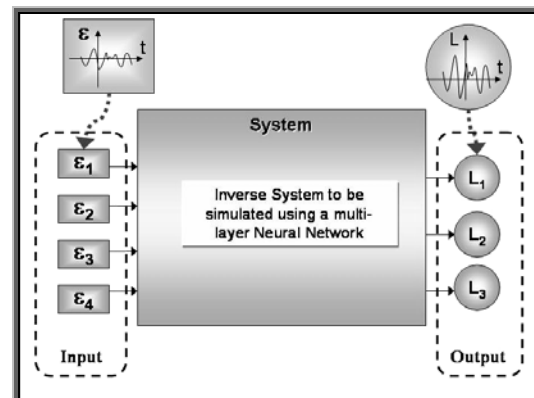 ε
t
L
t
System
Inverse System to be
simulated using a multi-
layer Neural Network
ε1
ε2
ε3
ε4
L1
L2
L3
Input
Output